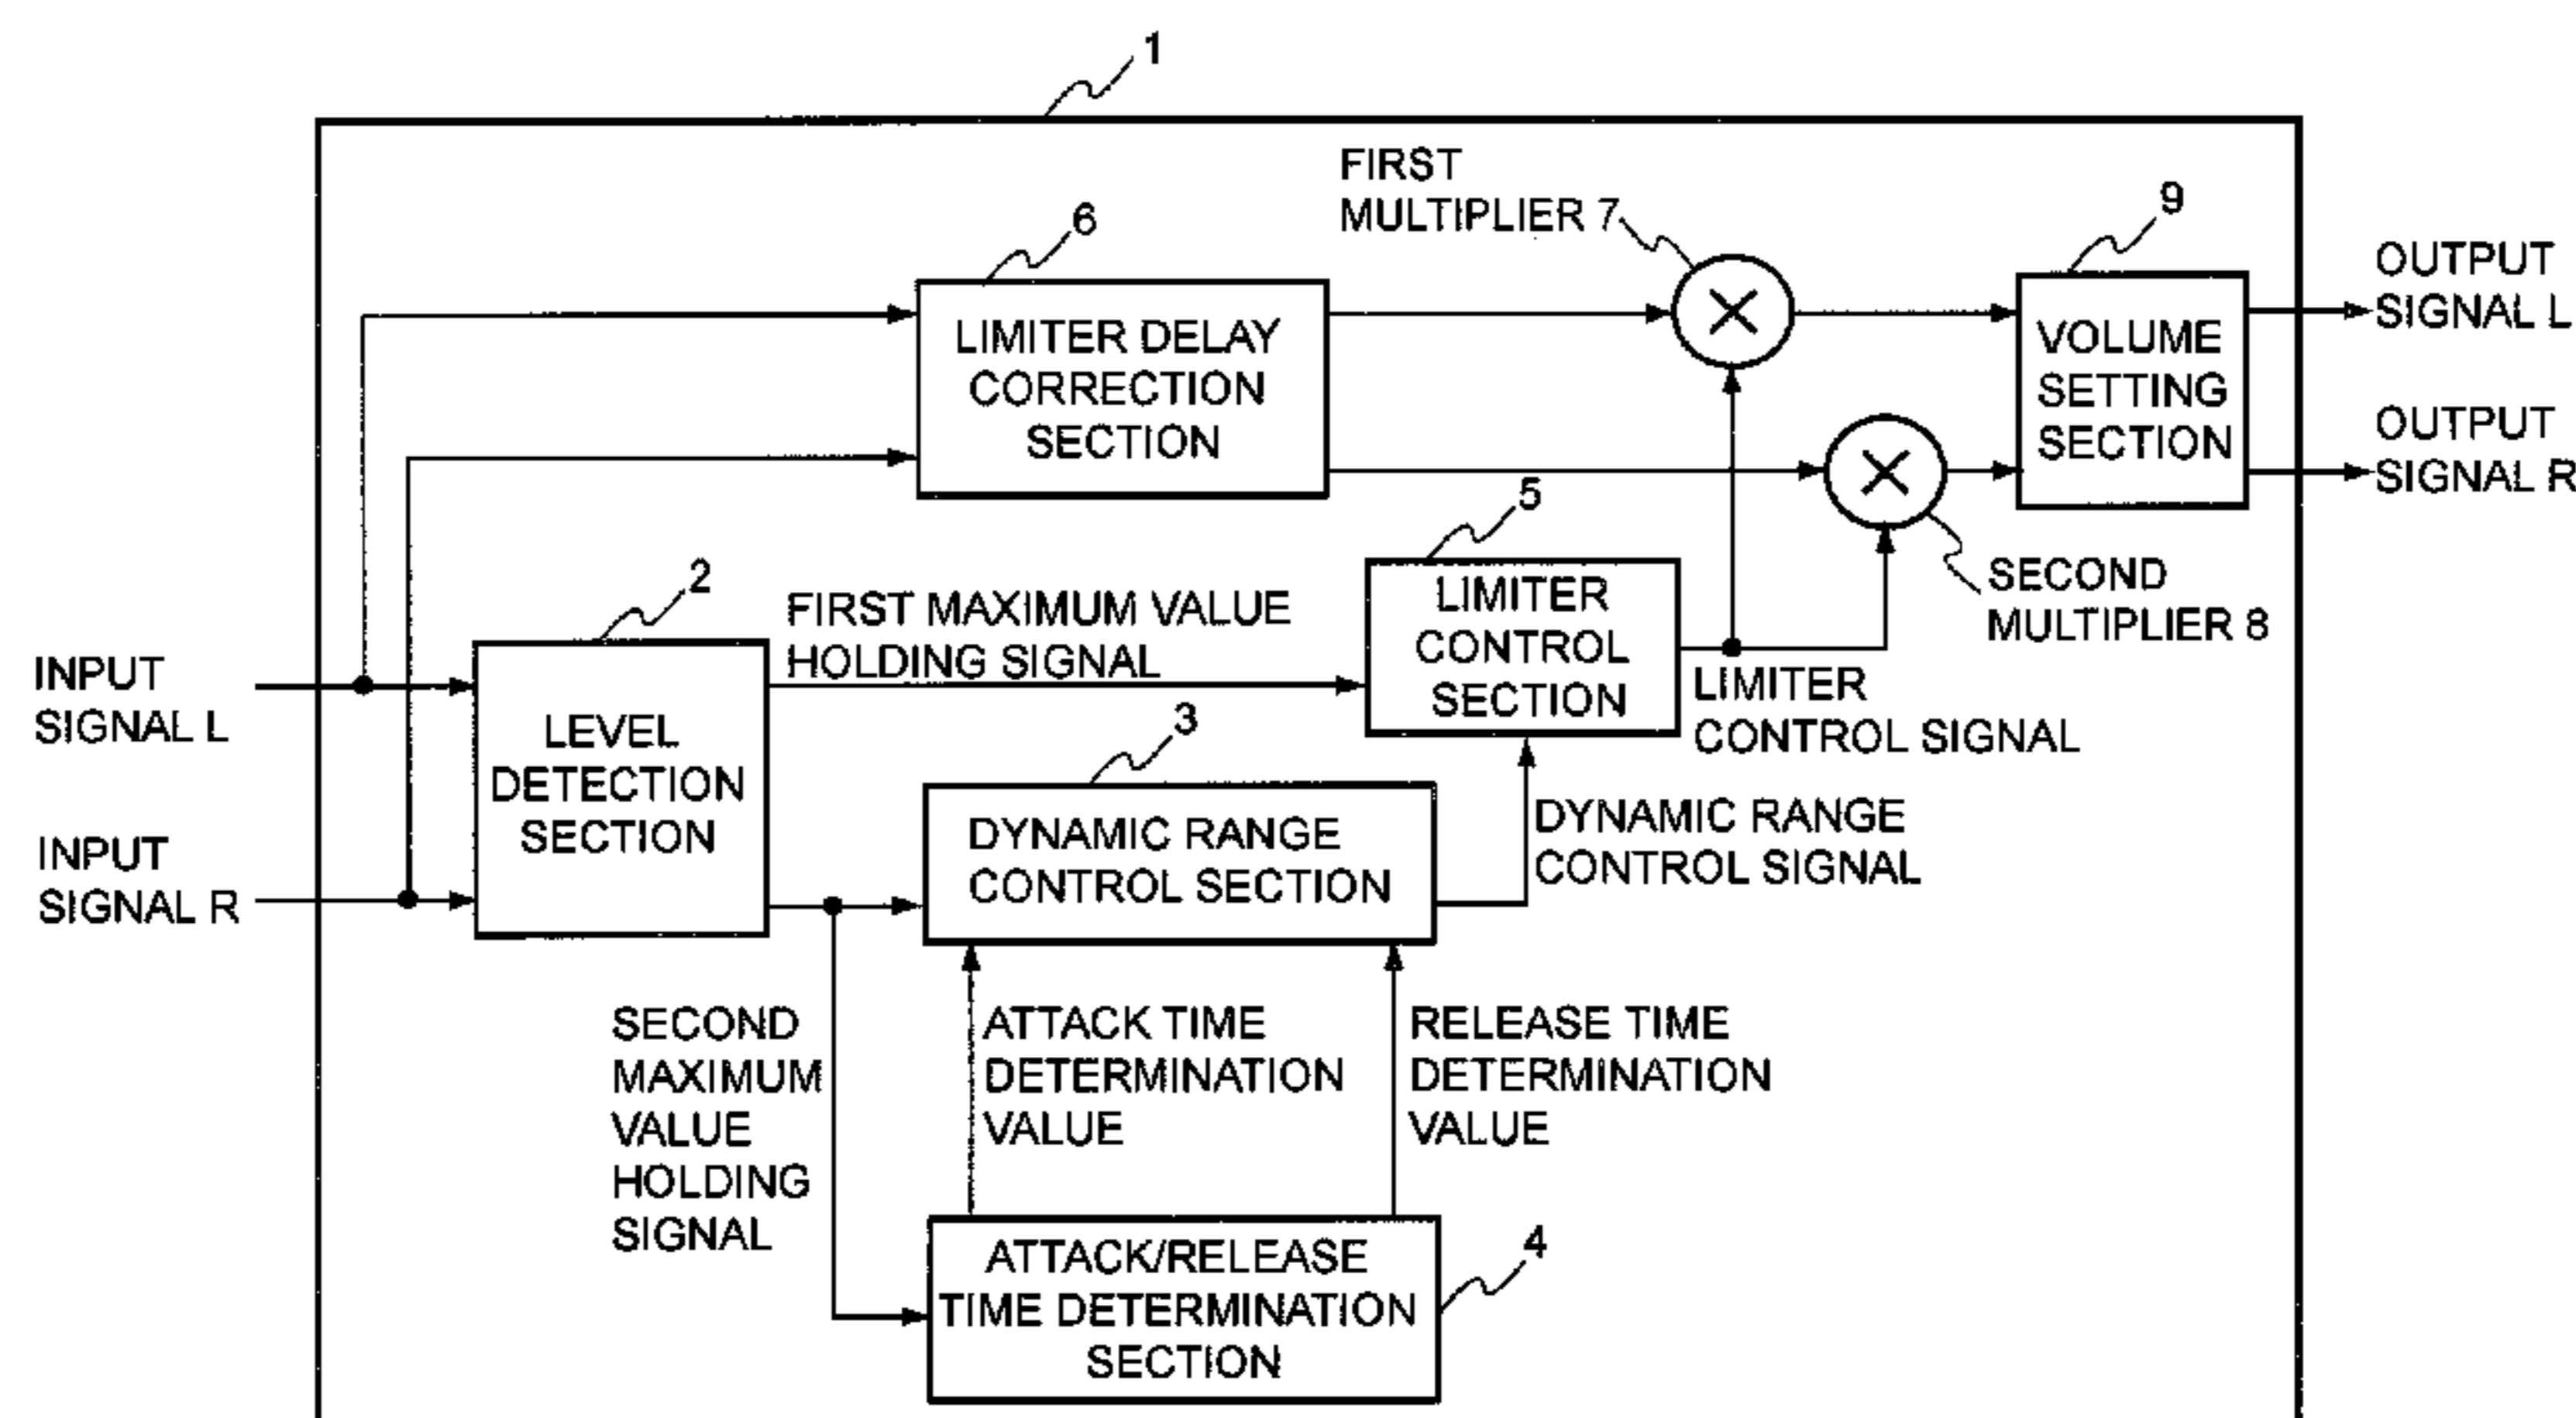 1
FIRST
MULTIPLIER 7
6
9
OUTPUT
SIGNAL L
LIMITER DELAY
CORRECTION
SECTION
VOLUME
SETTING
SECTION
OUTPUT
SIGNAL R
5
2
FIRST MAXIMUM VALUE
HOLDING SIGNAL
LIMITER
CONTROL
SECTION
SECOND
MULTIPLIER 8
INPUT
SIGNAL L
LIMITER
CONTROL SIGNAL
LEVEL
DETECTION
SECTION
3
DYNAMIC RANGE
CONTROL SECTION
DYNAMIC RANGE
CONTROL SIGNAL
INPUT
SIGNAL R
SECOND
MAXIMUM
VALUE
HOLDING
SIGNAL
ATTACK TIME
DETERMINATION
VALUE
RELEASE TIME
DETERMINATION
VALUE
ATTACK/RELEASE
TIME DETERMINATION
SECTION
4